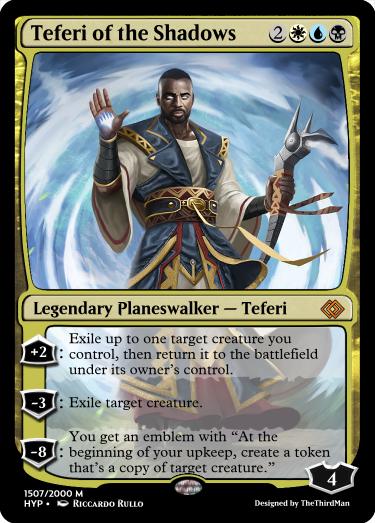 Teferi of the Shadows 2
Legendary Planeswalker — Teferi
+2: Exile up to one target creature you
control, then return it to the battlefield
under its owner's control.
-3: Exile target creature.
-8: You get an emblem with “At the
beginning of your upkeep, create a token
that's a copy of target creature.”
4
1507/2000 M
HYP • Riccardo Rullo
Designed by TheThirdMan